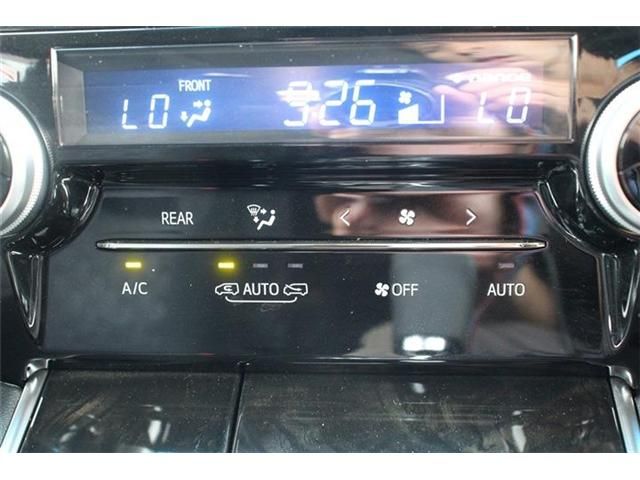 FRONT
LO 3:26 LO
REAR < >
A/C AUTO OFF AUTO